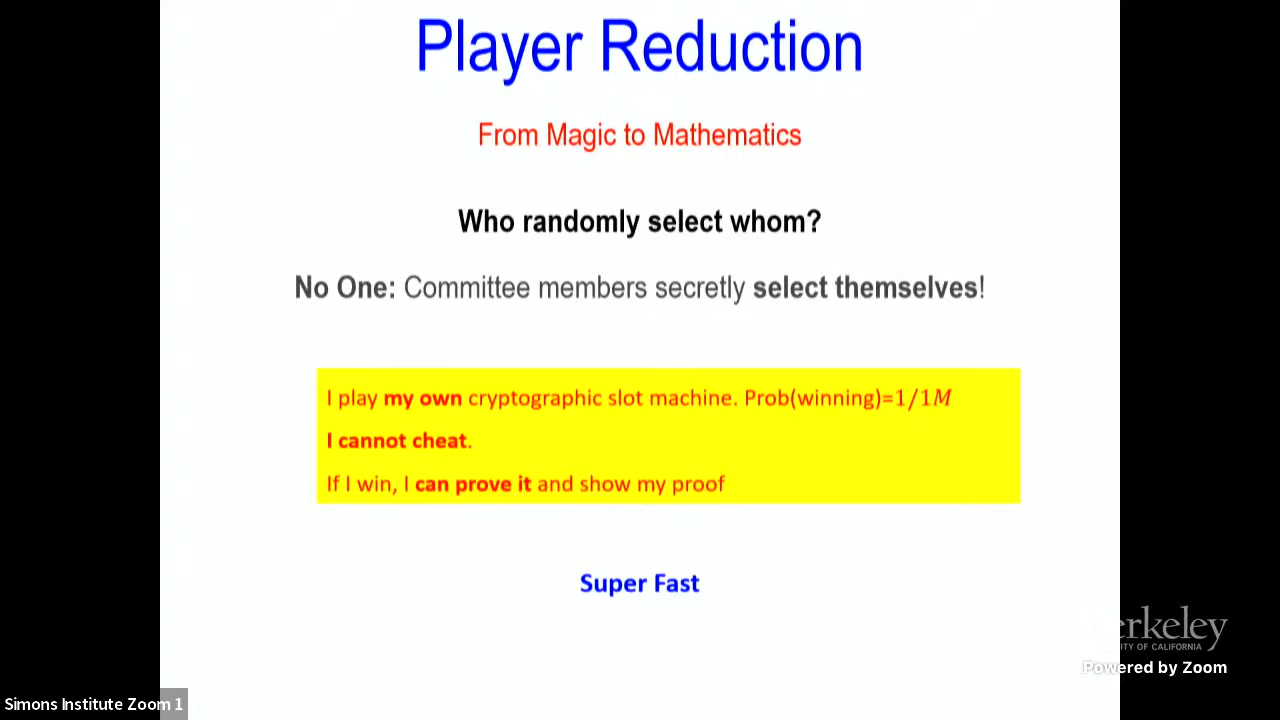 Player Reduction
From Magic to Mathematics
Who randomly select whom?
No One: Committee members secretly select themselves!
I play my own cryptographic slot machine. Prob(winning)=1/1M
I cannot cheat.
If I win, I can prove it and show my proof
Super Fast
erkeley
ITY OF CALIFORNIA
Powered by Zoom
Simons Institute Zoom 1